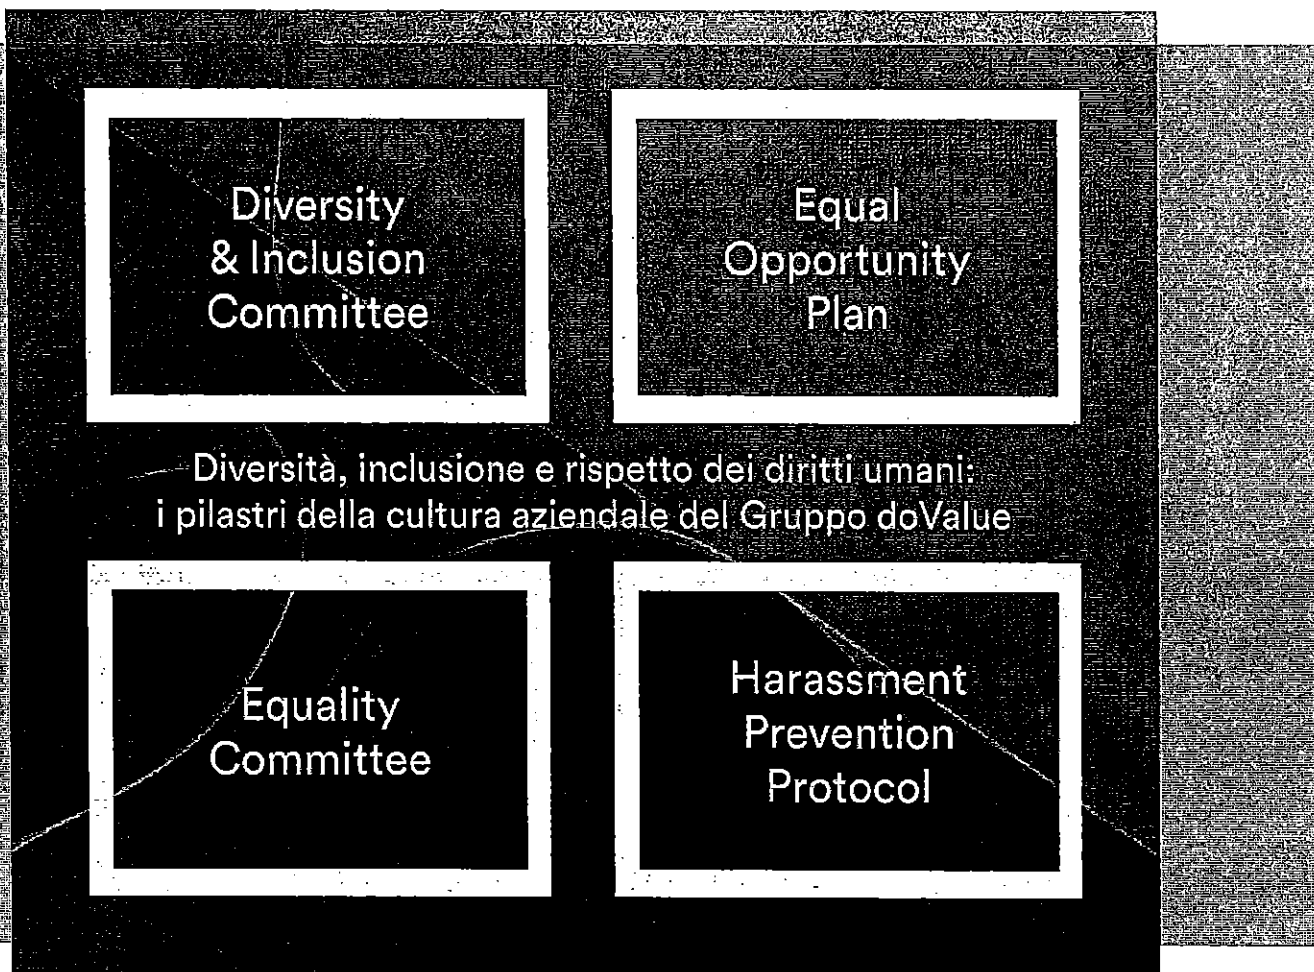 Diversity
& Inclusion
Committee
Equal
Opportunity
Plan
Diversità, inclusione e rispetto dei diritti umani:
i pilastri della cultura aziendale del Gruppo doValue
Equality
Committee
Harassment
Prevention
Protocol